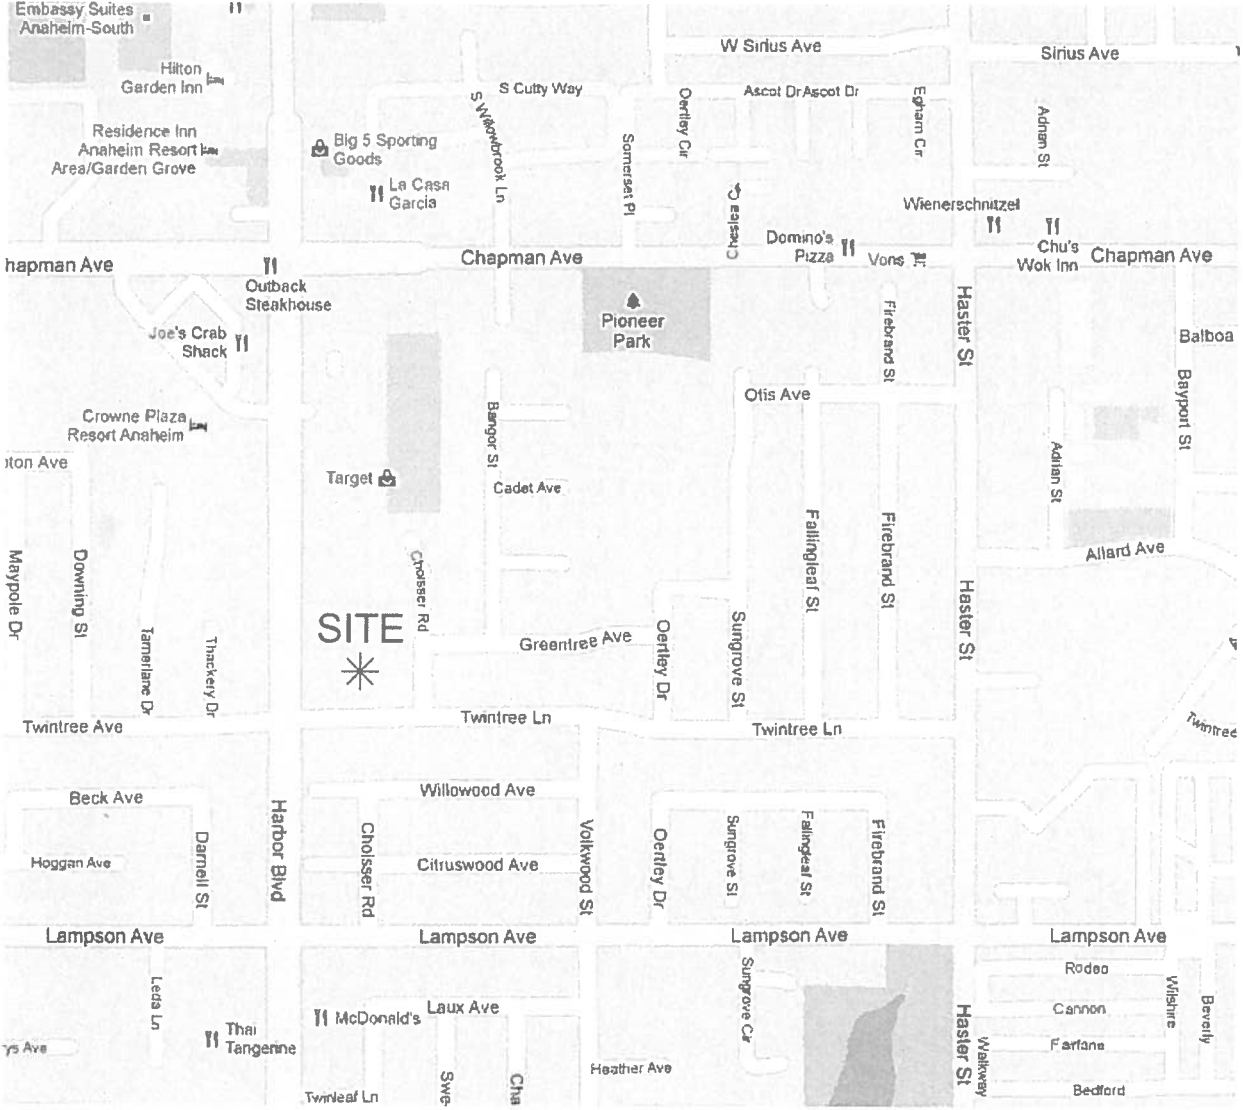 Embassy Suites
Anaheim-South
W Sirius Ave
Sirius Ave
Hilton
Garden Inn
S Cutty Way
Ascot Dr Ascot Dr
S Willowbrook Ln
Oertley Cir
Egham Cir
Adrian St
Somerset Pl
Residence Inn
Anaheim Resort
Area/Garden Grove
Big 5 Sporting
Goods
La Casa
Garcia
Chelsea C
Wienerschnitzel
Domino's
Pizza
Vons
Chu's
Wok Inn
hapman Ave
Chapman Ave
Chapman Ave
Outback
Steakhouse
Joe's Crab
Shack
Pioneer
Park
Firebrand St
Haster St
Balboa
Bayport St
Crowne Plaza
Resort Anaheim
Otis Ave
Bangor St
Adrian St
ton Ave
Target
Cadet Ave
Fallingleaf St
Firebrand St
Allard Ave
Maypole Dr
Downing St
Choisser Rd
Haster St
Tamerlane Dr
Thackery Dr
SITE
Greentree Ave
Oertley Dr
Sungrove St
Twintree Ave
Twintree Ln
Twintree Ln
Twintree
Beck Ave
Willowood Ave
Harbor Blvd
Hoggan Ave
Darnell St
Choisser Rd
Citruswood Ave
Volkwood St
Oertley Dr
Sungrove St
Fallingleaf St
Firebrand St
Lampson Ave
Lampson Ave
Lampson Ave
Lampson Ave
Leda Ln
Sungrove Cir
Rodeo
Cannon
Farlane
Bedford
Wilshire
Beverly
Laux Ave
McDonald's
Thai
Tangerine
ys Ave
Haster St
Walkway
Heather Ave
Twinleaf Ln
Swe-
Cha